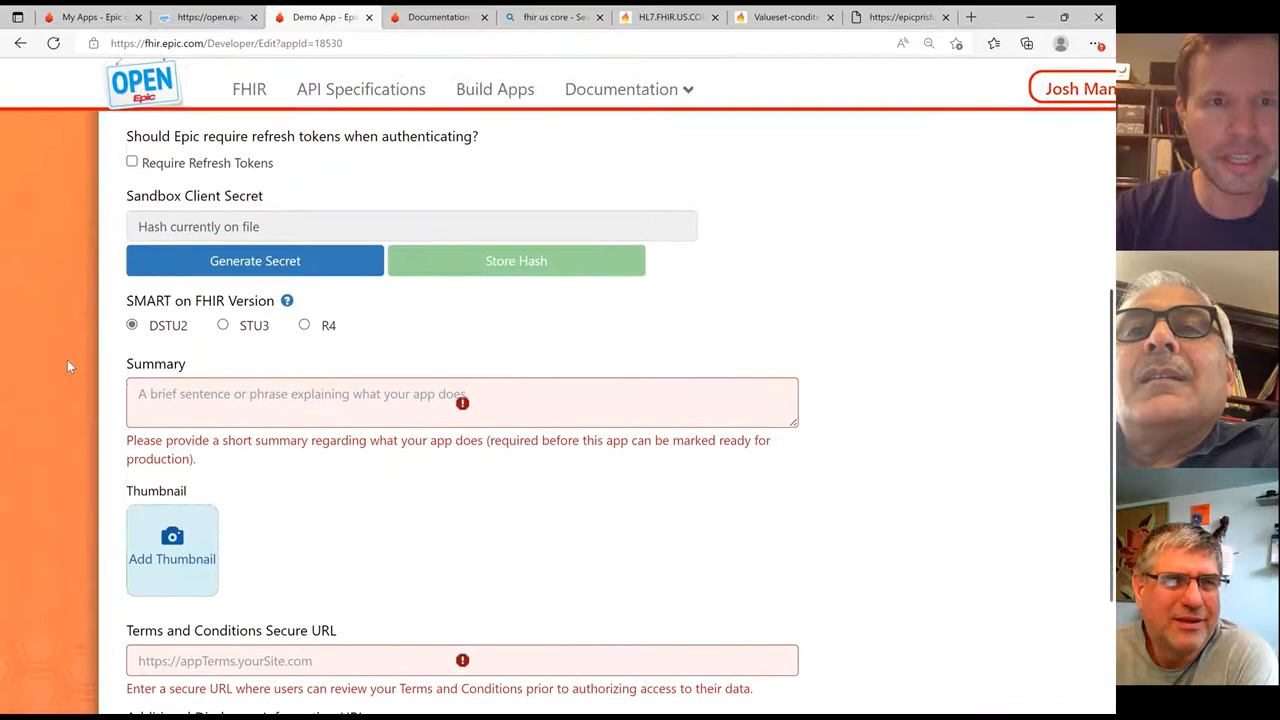 My Apps - Epic
https://open.epi
Demo App - Epi
Documentation
fhir us core - Sea
HL7.FHIR.US.CO
Valueset-condit
https://epicprisf
https://fhir.epic.com/Developer/Edit?appId=18530
OPEN
Epic
FHIR
API Specifications
Build Apps
Documentation
Josh Man
Should Epic require refresh tokens when authenticating?
Require Refresh Tokens
Sandbox Client Secret
Hash currently on file
Generate Secret
Store Hash
SMART on FHIR Version
DSTU2
STU3
R4
Summary
A brief sentence or phrase explaining what your app does.
Please provide a short summary regarding what your app does (required before this app can be marked ready for
production).
Thumbnail
Add Thumbnail
Terms and Conditions Secure URL
https://appTerms.yourSite.com
Enter a secure URL where users can review your Terms and Conditions prior to authorizing access to their data.